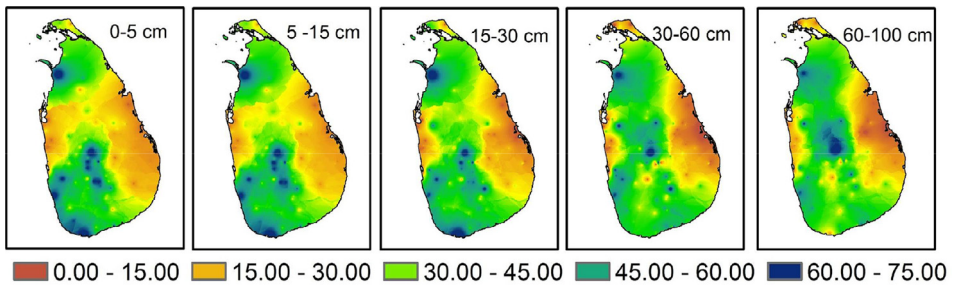 0-5 cm
5 -15 cm
15-30 cm
30-60 cm
60-100 cm
0.00 - 15.00
15.00 - 30.00
30.00 - 45.00
45.00 - 60.00
60.00 - 75.00